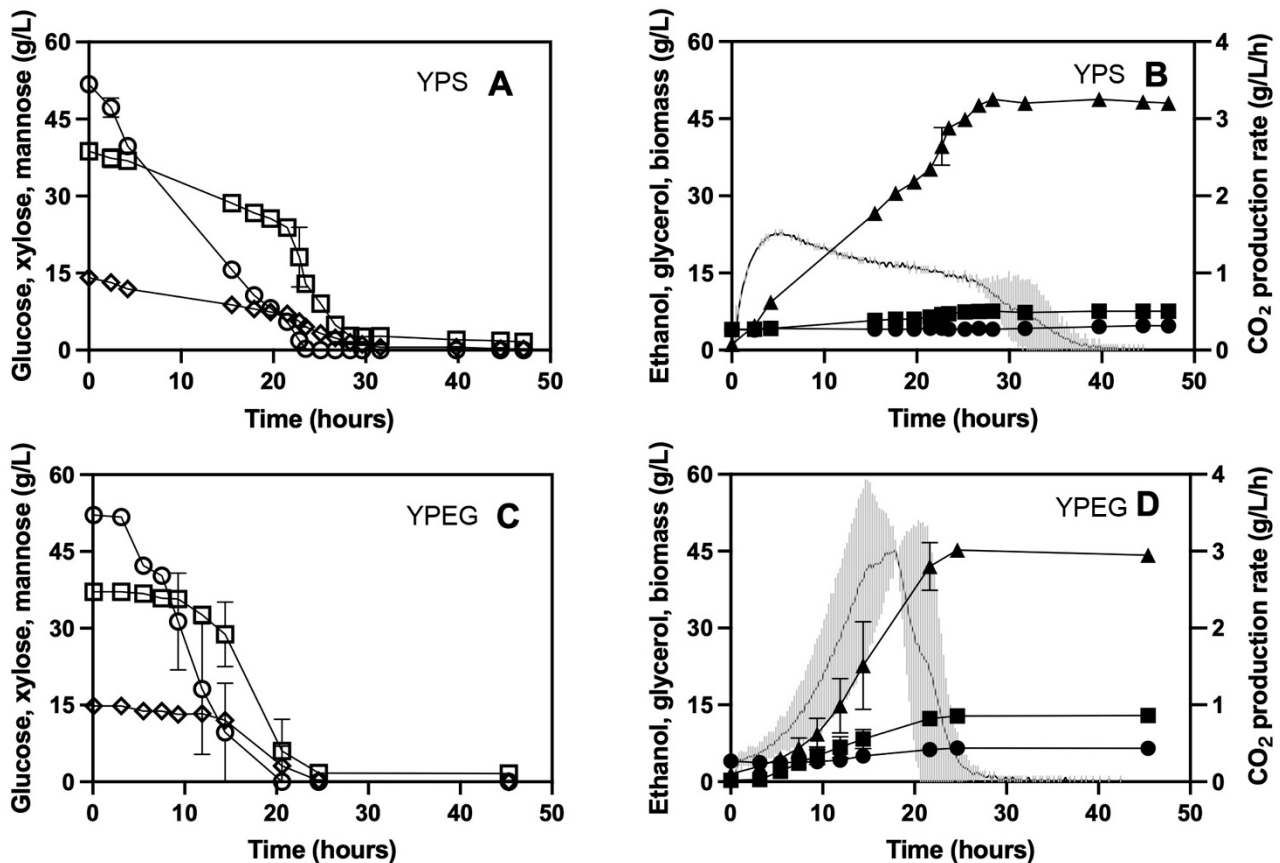 Glucose, xylose, mannose (g/L)
60
45
30
15
0
YPS A
0 10 20 30 40 50
Time (hours)
Ethanol, glycerol, biomass (g/L)
60
45
30
15
0
YPS B
4
3
2
1
0
CO2 production rate (g/L/h)
0 10 20 30 40 50
Time (hours)
Glucose, xylose, mannose (g/L)
60
45
30
15
0
YPEG C
0 10 20 30 40 50
Time (hours)
Ethanol, glycerol, biomass (g/L)
60
45
30
15
0
YPEG D
4
3
2
1
0
CO2 production rate (g/L/h)
0 10 20 30 40 50
Time (hours)